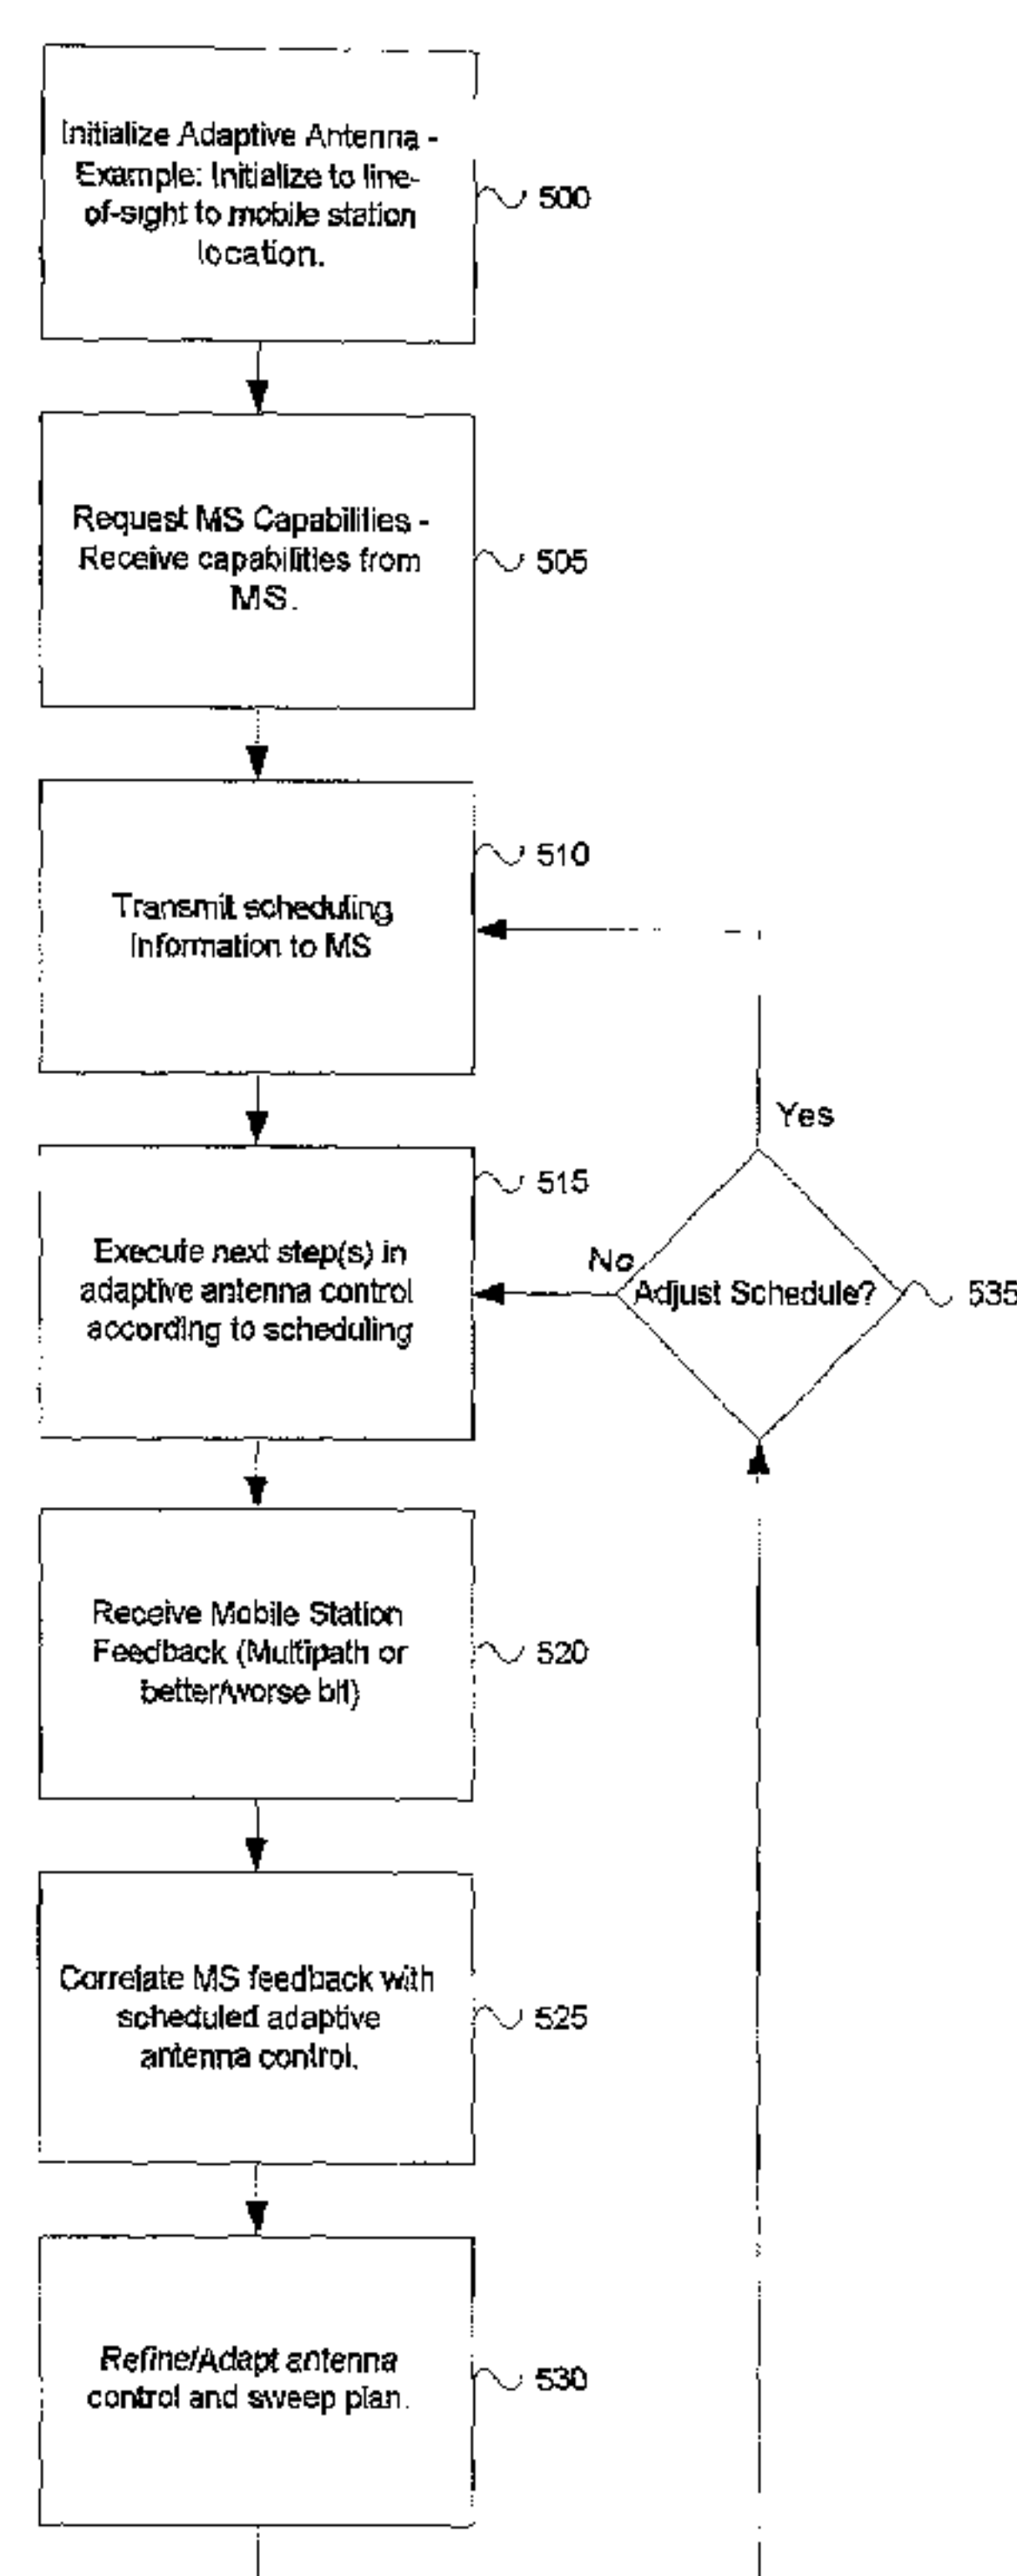 Initialize Adaptive Antenna -
Example: Initialize to line-
of-sight to mobile station
location.
500
Request MS Capabilities -
Receive capabilities from
MS.
505
510
Transmit scheduling
Information to MS
Yes
515
Execute next step(s) in
adaptive antenna control
according to scheduling
No
Adjust Schedule?
535
Receive Mobile Station
Feedback (Multipath or
better/worse bit)
520
Correlate MS feedback with
scheduled adaptive
antenna control.
525
Refine/Adapt antenna
control and sweep plan.
530